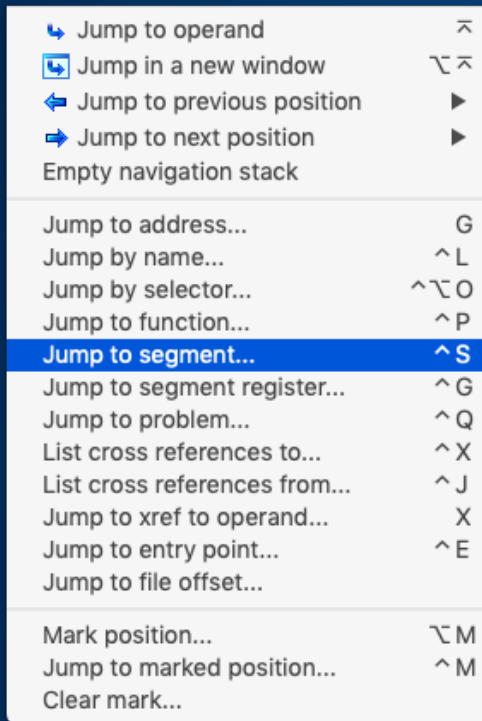 Jump to operand ⌅
Jump in a new window ⌥⌅
Jump to previous position ▶
Jump to next position ▶
Empty navigation stack
Jump to address... G
Jump by name... ^L
Jump by selector... ^⌥O
Jump to function... ^P
Jump to segment... ^S
Jump to segment register... ^G
Jump to problem... ^Q
List cross references to... ^X
List cross references from... ^J
Jump to xref to operand... X
Jump to entry point... ^E
Jump to file offset...
Mark position... ⌥M
Jump to marked position... ^M
Clear mark...